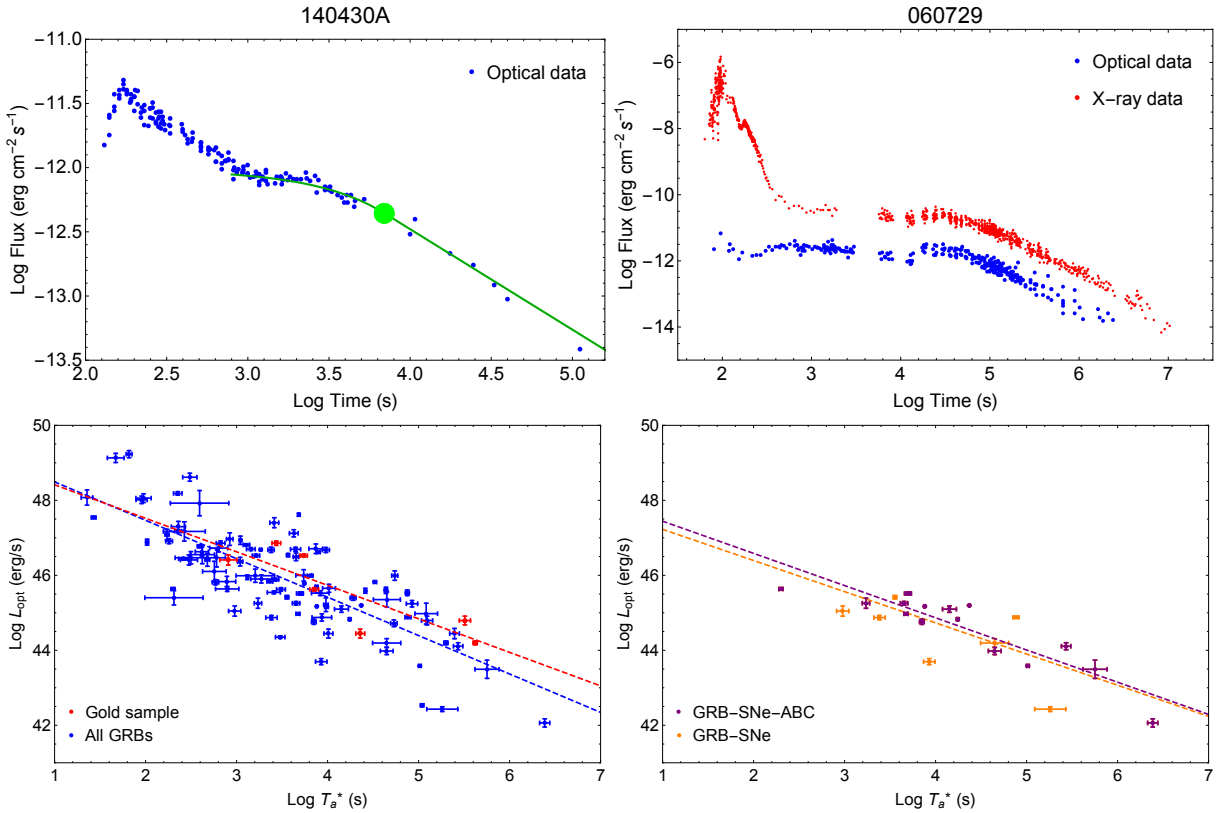 140430A
−11.0
−11.5
−12.0
−12.5
−13.0
−13.5
2.0 2.5 3.0 3.5 4.0 4.5 5.0
Log Time (s)
Log Flux (erg cm⁻² s⁻¹)
Optical data
060729
−6
−8
−10
−12
−14
2 3 4 5 6 7
Log Time (s)
Log Flux (erg cm⁻² s⁻¹)
Optical data
X−ray data
50
48
46
44
42
1 2 3 4 5 6 7
Log Tₐ* (s)
Log L_opt (erg/s)
Gold sample
All GRBs
50
48
46
44
42
1 2 3 4 5 6 7
Log Tₐ* (s)
Log L_opt (erg/s)
GRB−SNe−ABC
GRB−SNe